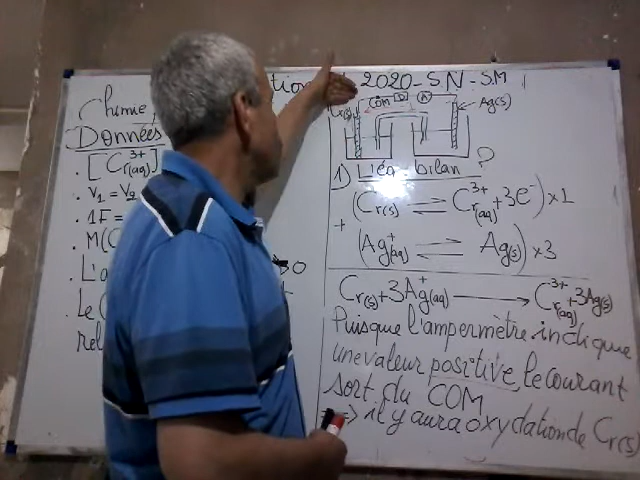 Chimie
Données
. [Cr³⁺(aq)]
. V₁ = V₂
. 1F =
. M(C
. L'a
. Le C
rel
→ 0
tion
2020 - SN - SM
Cr(s)
COM
A
Ag(s)
1) L'éq-bilan ?
(Cr(s) ⇌ Cr³⁺(aq) + 3e⁻) × 1
+
(Ag⁺(aq) ⇌ Ag(s)) × 3
Cr(s) + 3Ag⁺(aq) ⟶ Cr³⁺(aq) + 3Ag(s)
Puisque l'ampermètre indique
une valeur positive, le courant
sort du COM
⇒ il y aura oxydation de Cr(s)